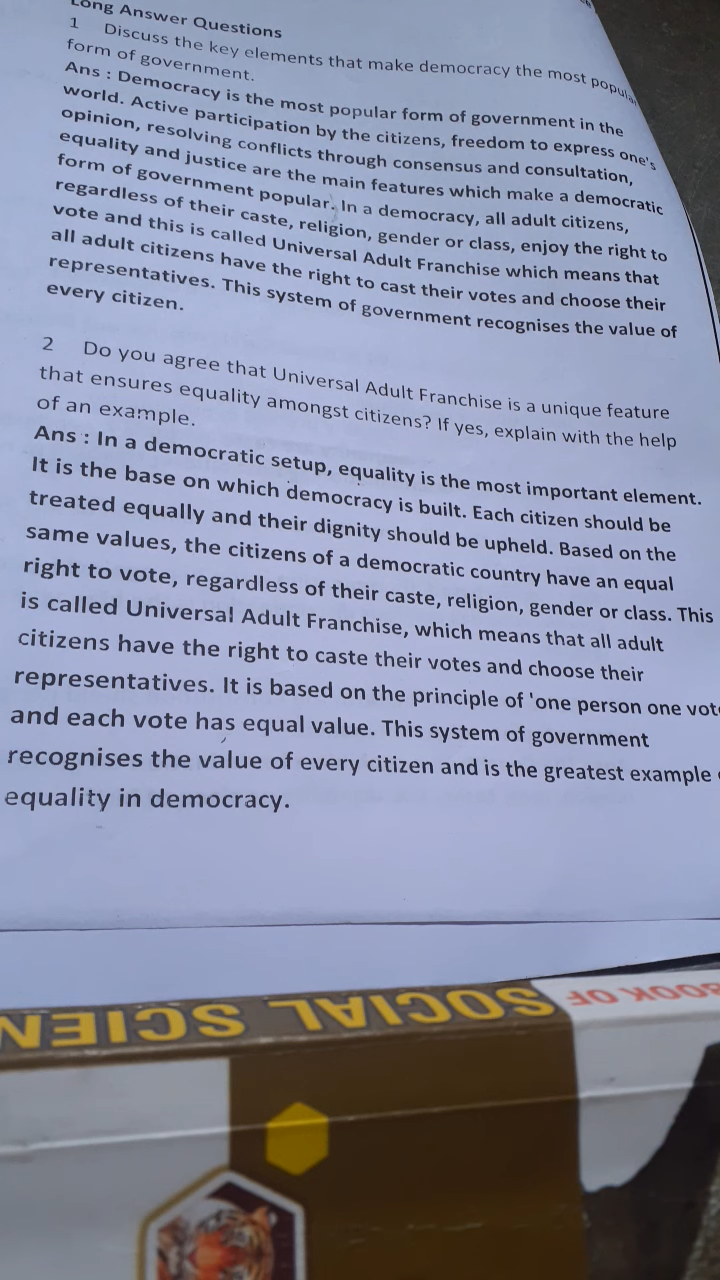 Long Answer Questions
1 Discuss the key elements that make democracy the most popular
form of government.
Ans : Democracy is the most popular form of government in the
world. Active participation by the citizens, freedom to express one's
opinion, resolving conflicts through consensus and consultation,
equality and justice are the main features which make a democratic
form of government popular. In a democracy, all adult citizens,
regardless of their caste, religion, gender or class, enjoy the right to
vote and this is called Universal Adult Franchise which means that
all adult citizens have the right to cast their votes and choose their
representatives. This system of government recognises the value of
every citizen.
2 Do you agree that Universal Adult Franchise is a unique feature
that ensures equality amongst citizens? If yes, explain with the help
of an example.
Ans : In a democratic setup, equality is the most important element.
It is the base on which democracy is built. Each citizen should be
treated equally and their dignity should be upheld. Based on the
same values, the citizens of a democratic country have an equal
right to vote, regardless of their caste, religion, gender or class. This
is called Universal Adult Franchise, which means that all adult
citizens have the right to caste their votes and choose their
representatives. It is based on the principle of 'one person one vote
and each vote has equal value. This system of government
recognises the value of every citizen and is the greatest example
equality in democracy.
BOOK OF SOCIAL SCIEN